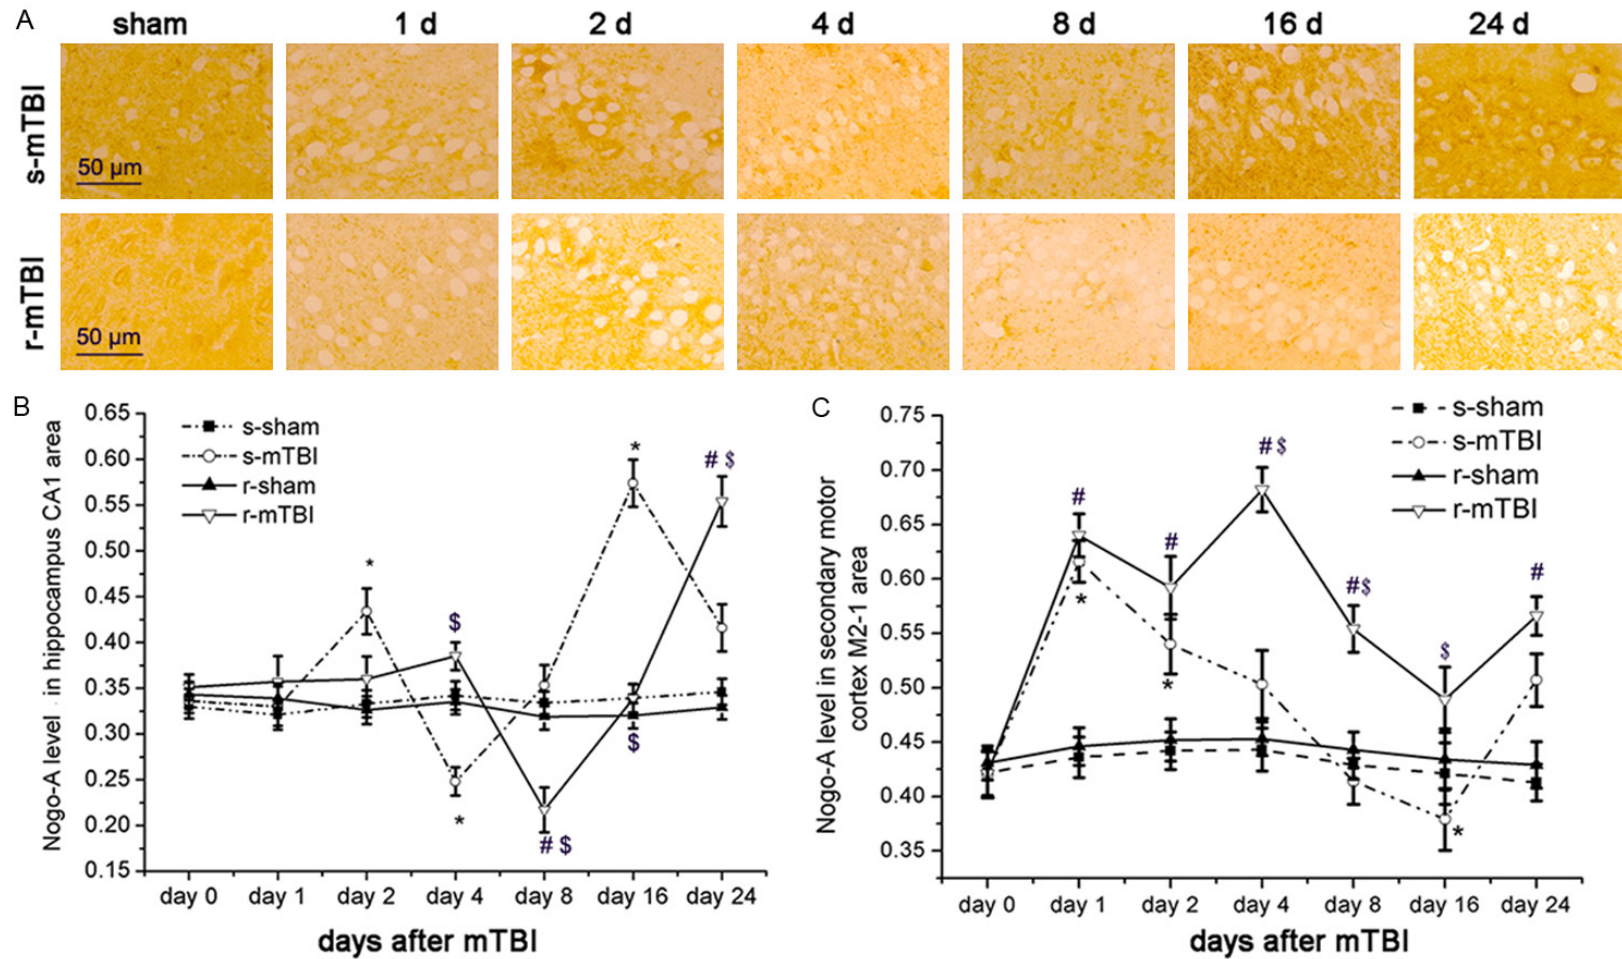 A
sham 1 d 2 d 4 d 8 d 16 d 24 d
s-mTBI
50 µm
r-mTBI
50 µm
B
Nogo-A level in hippocampus CA1 area
0.65
0.60
0.55
0.50
0.45
0.40
0.35
0.30
0.25
0.20
0.15
s-sham
s-mTBI
r-sham
r-mTBI
*
*
$
*
# $
*
$
# $
day 0 day 1 day 2 day 4 day 8 day 16 day 24
days after mTBI
C
Nogo-A level in secondary motor
cortex M2-1 area
0.75
0.70
0.65
0.60
0.55
0.50
0.45
0.40
0.35
s-sham
s-mTBI
r-sham
r-mTBI
#
*
#
*
# $
#$
$
*
#
day 0 day 1 day 2 day 4 day 8 day 16 day 24
days after mTBI